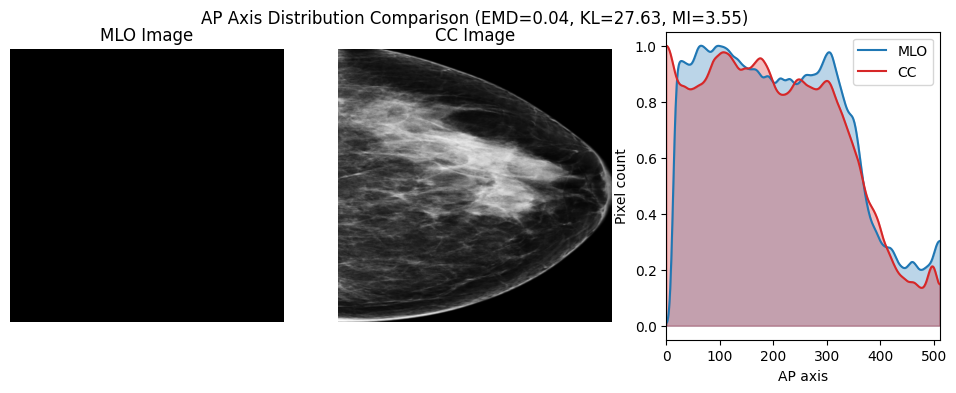 AP Axis Distribution Comparison (EMD=0.04, KL=27.63, MI=3.55)
MLO Image
CC Image
MLO
CC
1.0
0.8
0.6
0.4
0.2
0.0
Pixel count
0 100 200 300 400 500
AP axis